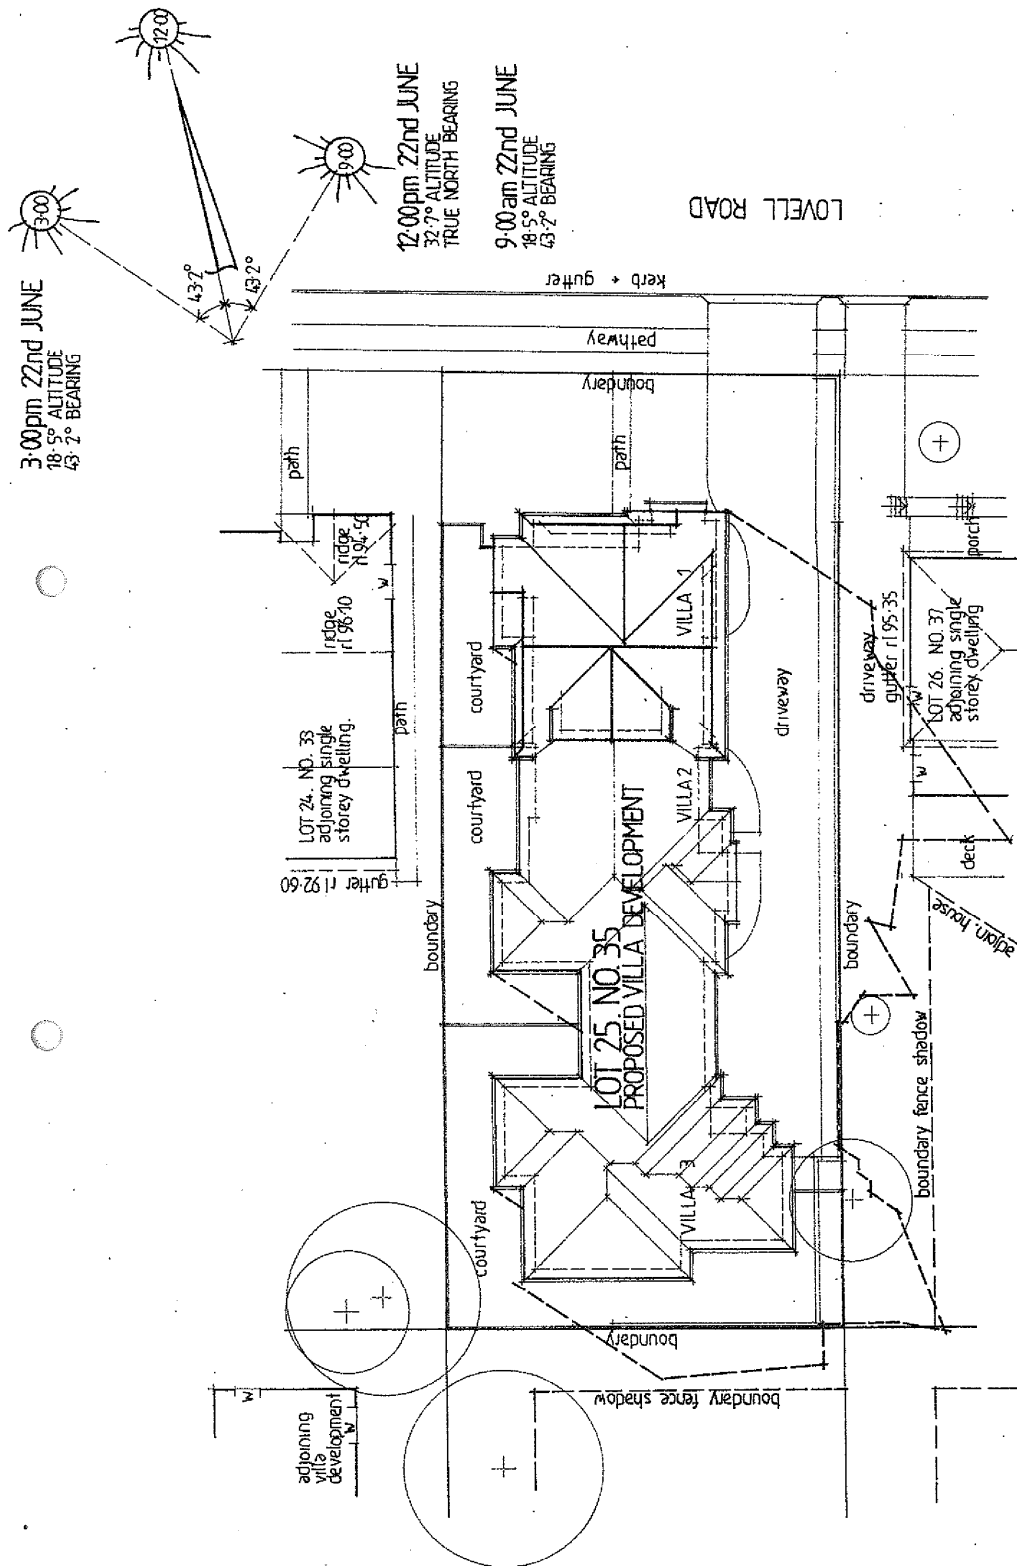 12:00
3:00
9:00
43·2°
43·2°
3·00pm 22nd JUNE
18·5° ALTITUDE
43·2° BEARING
12·00pm 22nd JUNE
32·7° ALTITUDE
TRUE NORTH BEARING
9·00am 22nd JUNE
18·5° ALTITUDE
43·2° BEARING
LOVELL ROAD
kerb + gutter
pathway
boundary
path
path
ridge
rl 94·50
ridge
rl 96·10
W
LOT 24. NO. 33
adjoining single
storey dwelling.
path
gutter rl 92·60
boundary
courtyard
courtyard
courtyard
VILLA 1
VILLA 2
VILLA 3
LOT 25. NO. 35
PROPOSED VILLA DEVELOPMENT
driveway
driveway
gutter rl 95·35
porch
LOT 26. NO. 37
adjoining single
storey dwelling
W
W
deck
adjoin. house
boundary
boundary fence shadow
boundary
boundary fence shadow
W
W
adjoining
villa
development